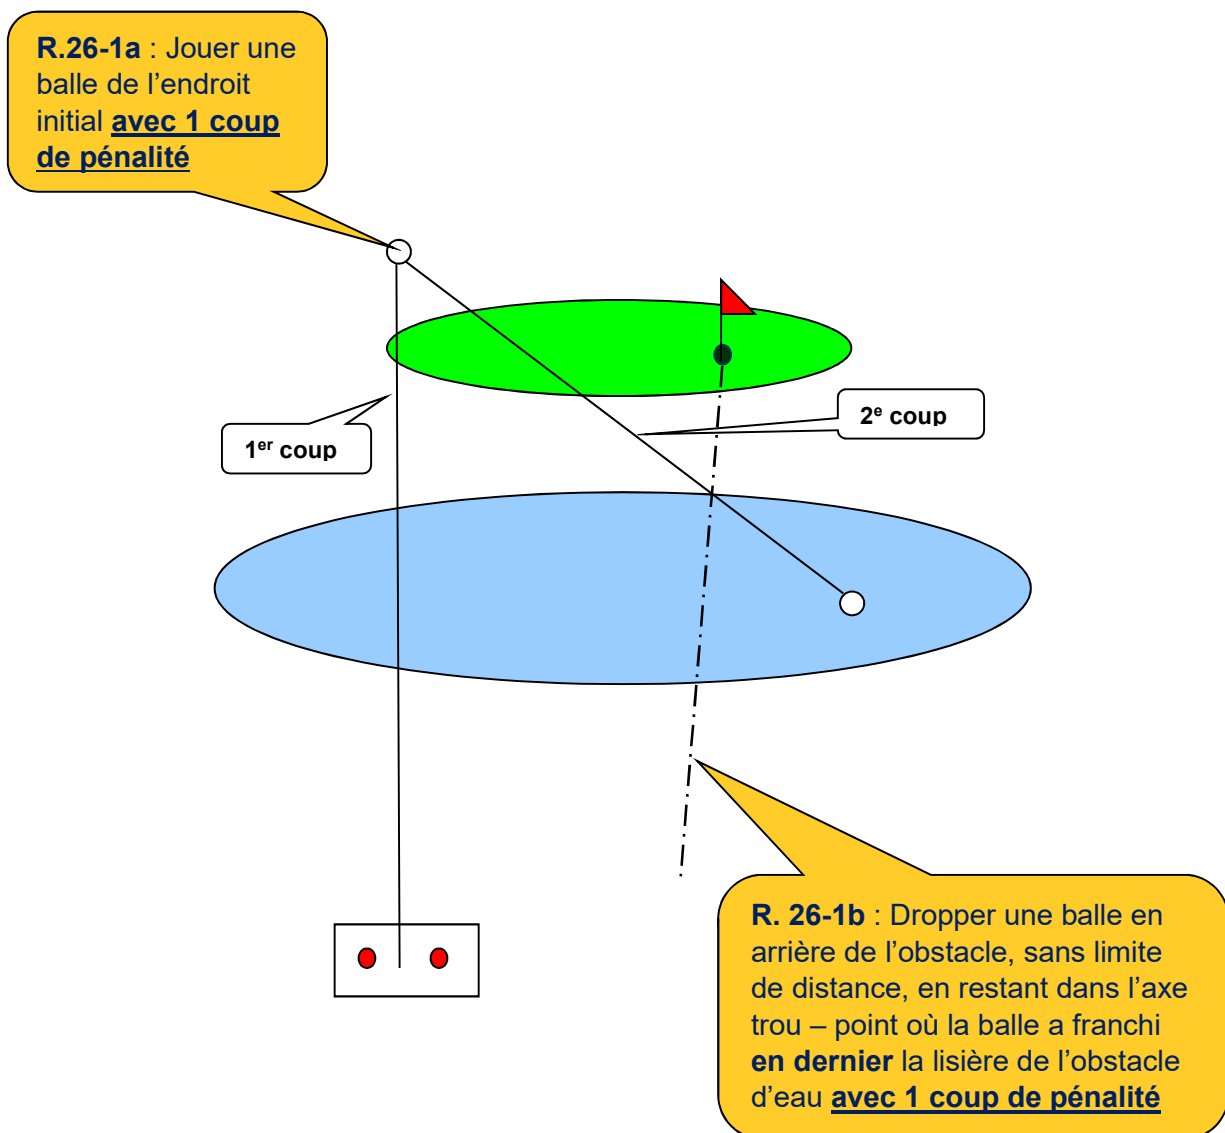 R.26-1a : Jouer une
balle de l’endroit
initial avec 1 coup
de pénalité
2e coup
1er coup
R. 26-1b : Dropper une balle en
arrière de l’obstacle, sans limite
de distance, en restant dans l’axe
trou – point où la balle a franchi
en dernier la lisière de l’obstacle
d’eau avec 1 coup de pénalité